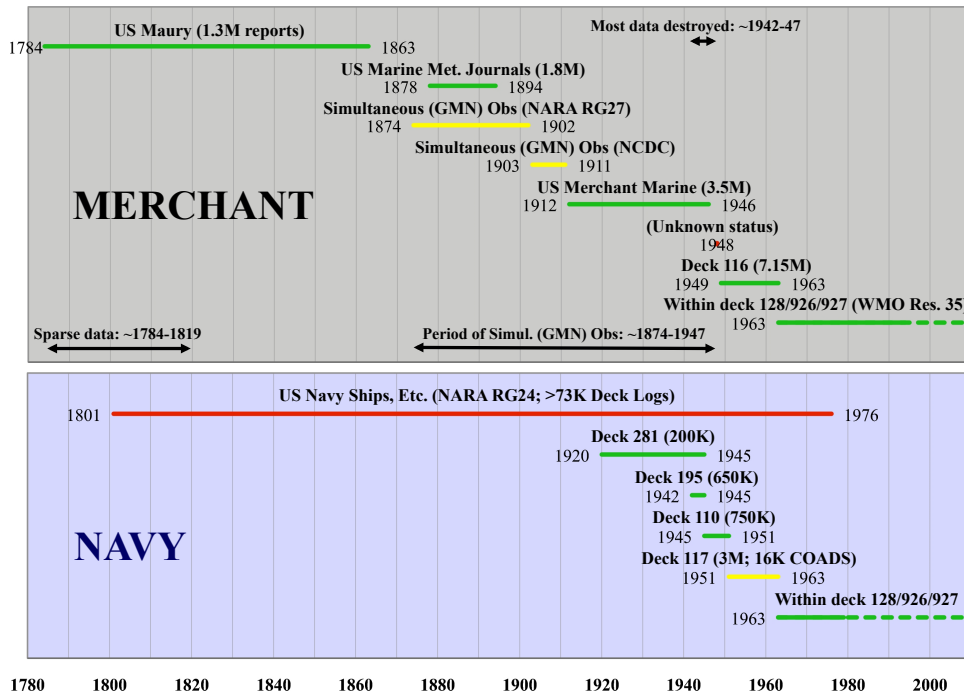 US Maury (1.3M reports)
Most data destroyed: ~1942-47
1784
1863
US Marine Met. Journals (1.8M)
1878
1894
Simultaneous (GMN) Obs (NARA RG27)
1874
1902
Simultaneous (GMN) Obs (NCDC)
1903
1911
US Merchant Marine (3.5M)
MERCHANT
1912
1946
(Unknown status)
1948
Deck 116 (7.15M)
1949
1963
Within deck 128/926/927 (WMO Res. 35)
1963
Sparse data: ~1784-1819
Period of Simul. (GMN) Obs: ~1874-1947
US Navy Ships, Etc. (NARA RG24; >73K Deck Logs)
1801
1976
Deck 281 (200K)
1920
1945
Deck 195 (650K)
1942
1945
Deck 110 (750K)
1945
1951
NAVY
Deck 117 (3M; 16K COADS)
1951
1963
Within deck 128/926/927
1963
1780 1800 1820 1840 1860 1880 1900 1920 1940 1960 1980 2000